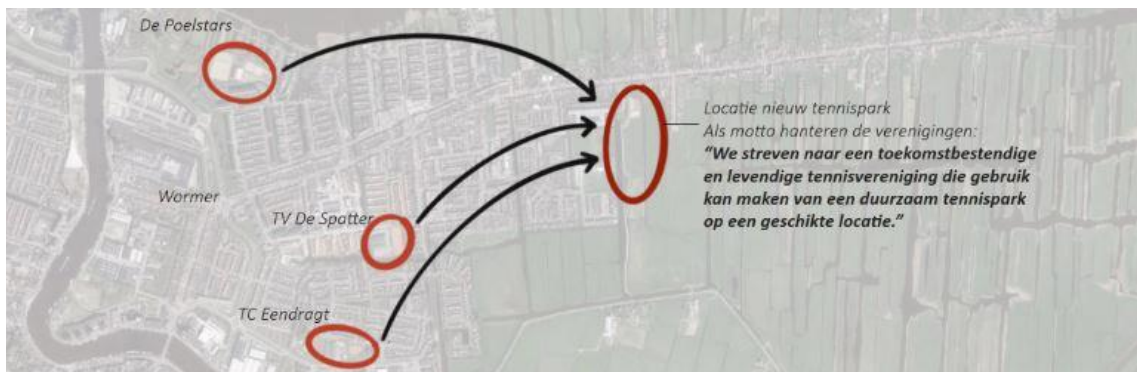 De Poelstars
Locatie nieuw tennispark
Als motto hanteren de verenigingen:
“We streven naar een toekomstbestendige
en levendige tennisvereniging die gebruik
kan maken van een duurzaam tennispark
op een geschikte locatie.”
Wormer
TV De Spatter
TC Eendragt